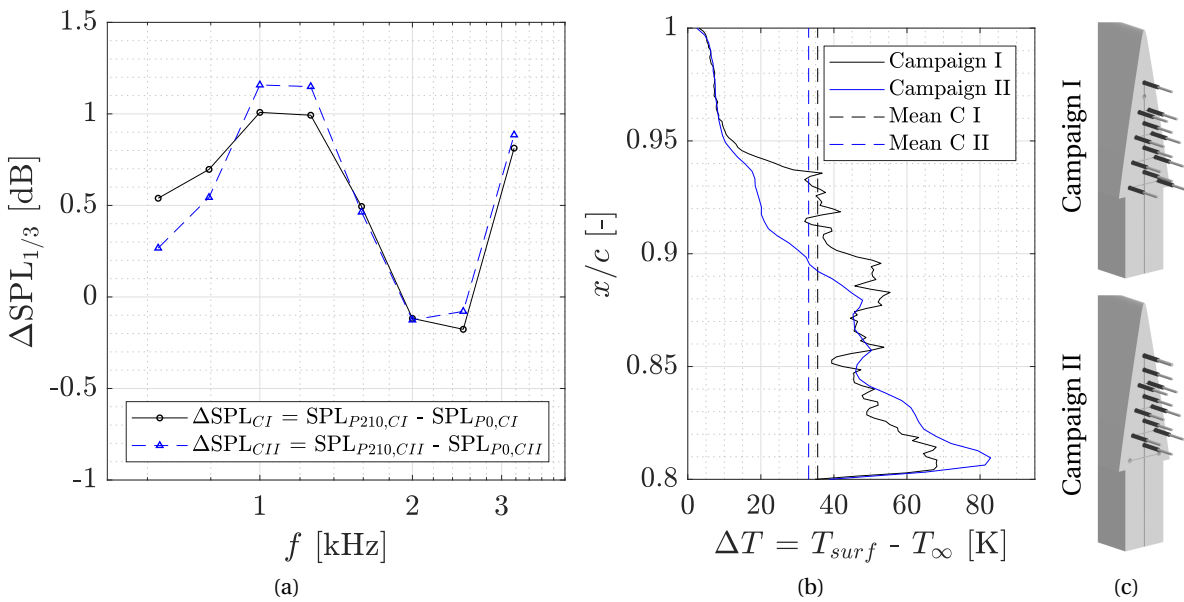 1.5
1
0.5
0
-0.5
-1
ΔSPL1/3 [dB]
ΔSPLCI = SPLP210,CI - SPLP0,CI
ΔSPLCII = SPLP210,CII - SPLP0,CII
1 2 3
f [kHz]
(a)
1
0.95
0.9
0.85
0.8
x/c [-]
Campaign I
Campaign II
Mean C I
Mean C II
0 20 40 60 80
ΔT = Tsurf - T∞ [K]
(b)
Campaign I
Campaign II
(c)